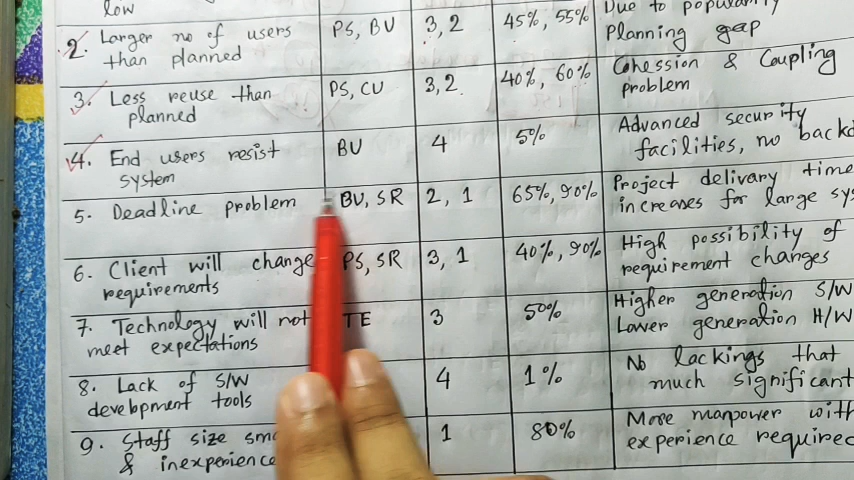 low
2. Larger no of users
than planned
PS, BU
3, 2
45%, 55%
Due to popularity
Planning gap
3. Less reuse than
planned
PS, CU
3,2
40%, 60%
Cohession & Coupling
problem
4. End users resist
system
BU
4
5%
Advanced security
facilities, no
5. Deadline problem
BU, SR
2, 1
65%, 90%
Project delivary time
increases for large
6. Client will change
requirements
PS, SR
3, 1
40%, 90%
High possibility of
requirement changes
7. Technology will not
meet expectations
TE
3
50%
Higher generation S/W
Lower generation H/W
8. Lack of S/W
development tools
4
1%
No lackings that
much significant
9. Staff size
& inexperience
1
80%
More manpower with
experience required